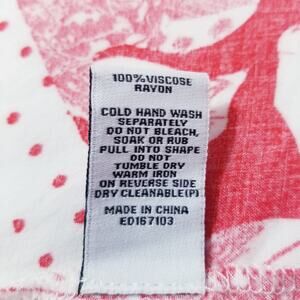 100%VISCOSE
RAYON
COLD HAND WASH
SEPARATELY
DO NOT BLEACH,
SOAK OR RUB
PULL INTO SHAPE
DO NOT
TUMBLE DRY
WARM IRON
ON REVERSE SIDE
DRY CLEANABLE(P)
MADE IN CHINA
ED167103